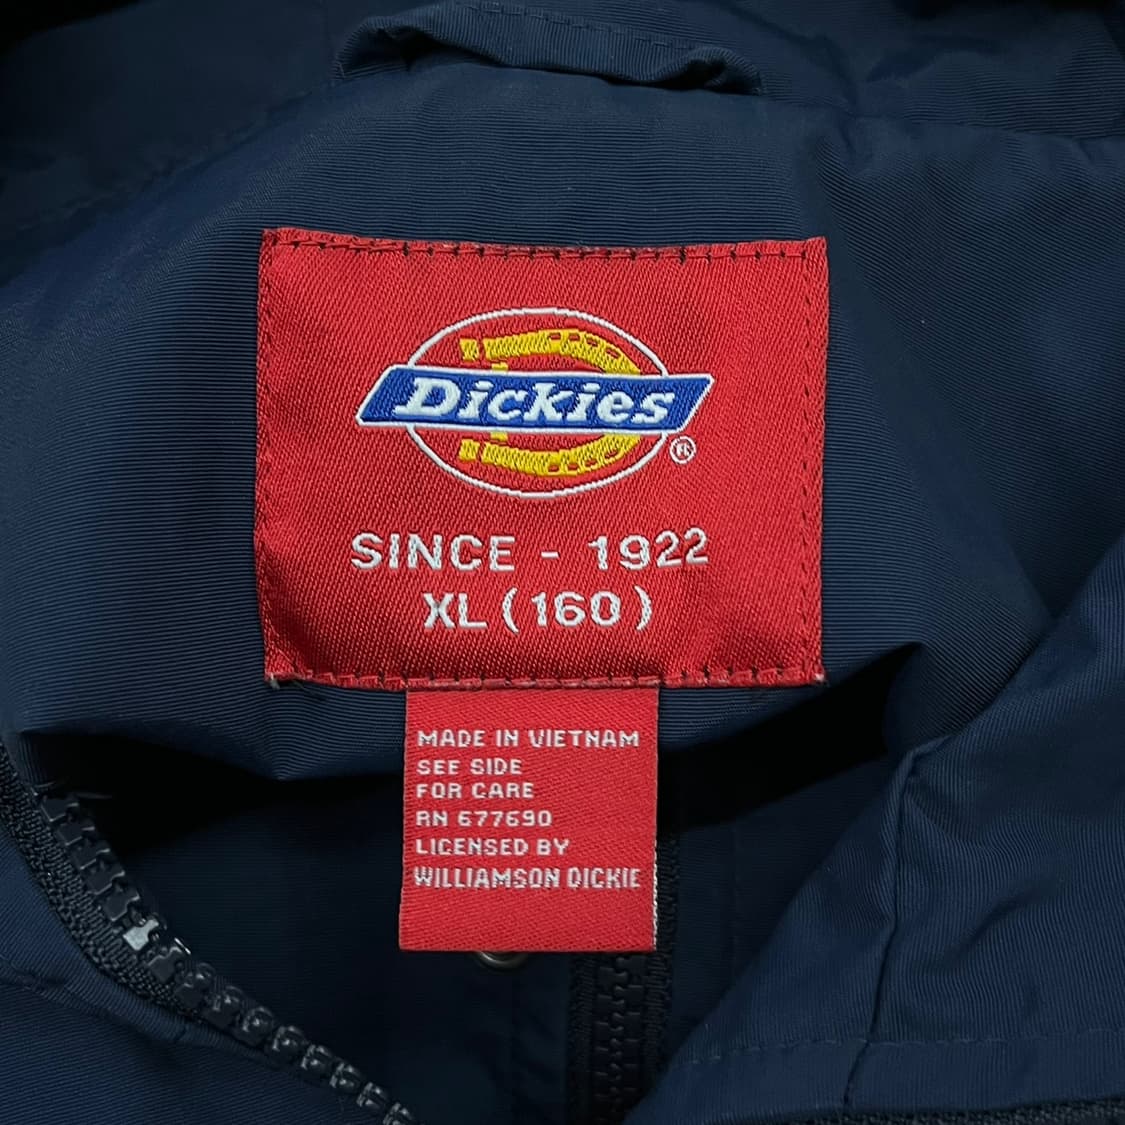 Dickies
®
SINCE - 1922
XL (160)
MADE IN VIETNAM
SEE SIDE
FOR CARE
RN 677690
LICENSED BY
WILLIAMSON DICKIE